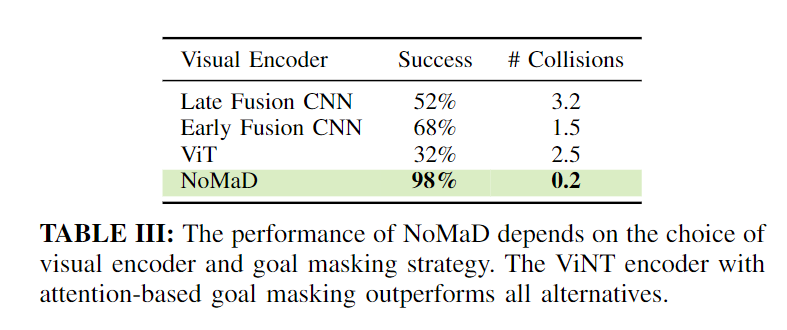 Visual Encoder Success # Collisions
Late Fusion CNN 52% 3.2
Early Fusion CNN 68% 1.5
ViT 32% 2.5
NoMaD 98% 0.2
TABLE III: The performance of NoMaD depends on the choice of
visual encoder and goal masking strategy. The ViNT encoder with
attention-based goal masking outperforms all alternatives.